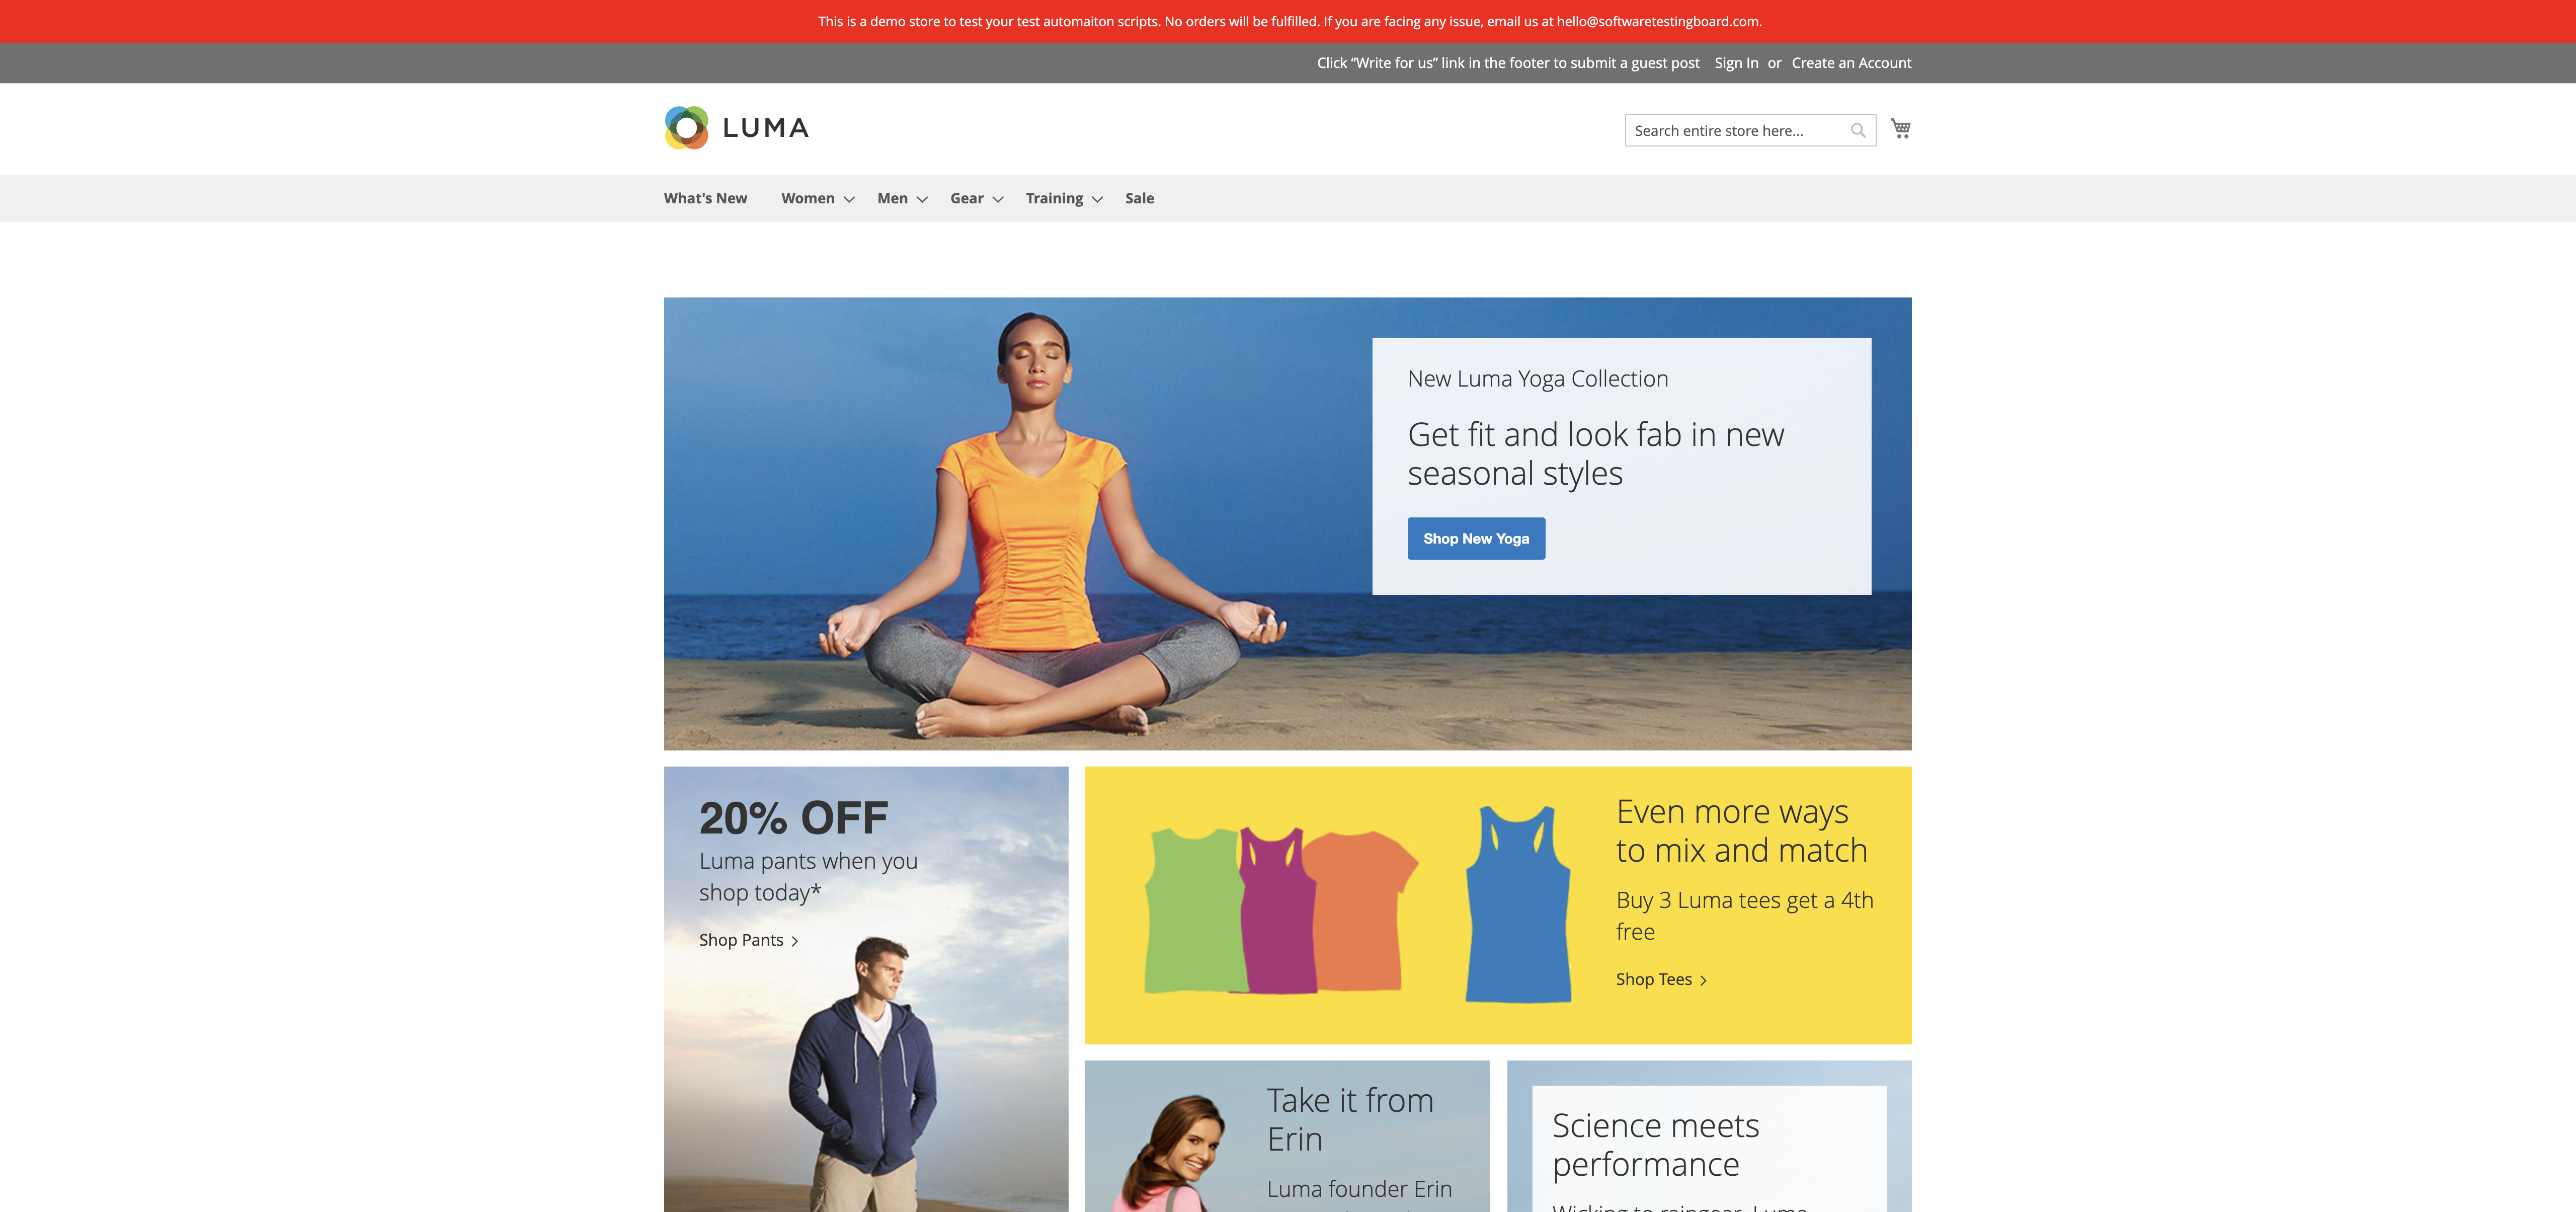 This is a demo store to test your test automaiton scripts. No orders will be fulfilled. If you are facing any issue, email us at hello@softwaretestingboard.com.
Click “Write for us” link in the footer to submit a guest post Sign In or Create an Account
LUMA
Search entire store here...
What's New Women Men Gear Training Sale
New Luma Yoga Collection
Get fit and look fab in new
seasonal styles
Shop New Yoga
20% OFF
Luma pants when you
shop today*
Shop Pants
Even more ways
to mix and match
Buy 3 Luma tees get a 4th
free
Shop Tees
Take it from
Erin
Luma founder Erin
Science meets
performance
Wicking to raingear, Luma